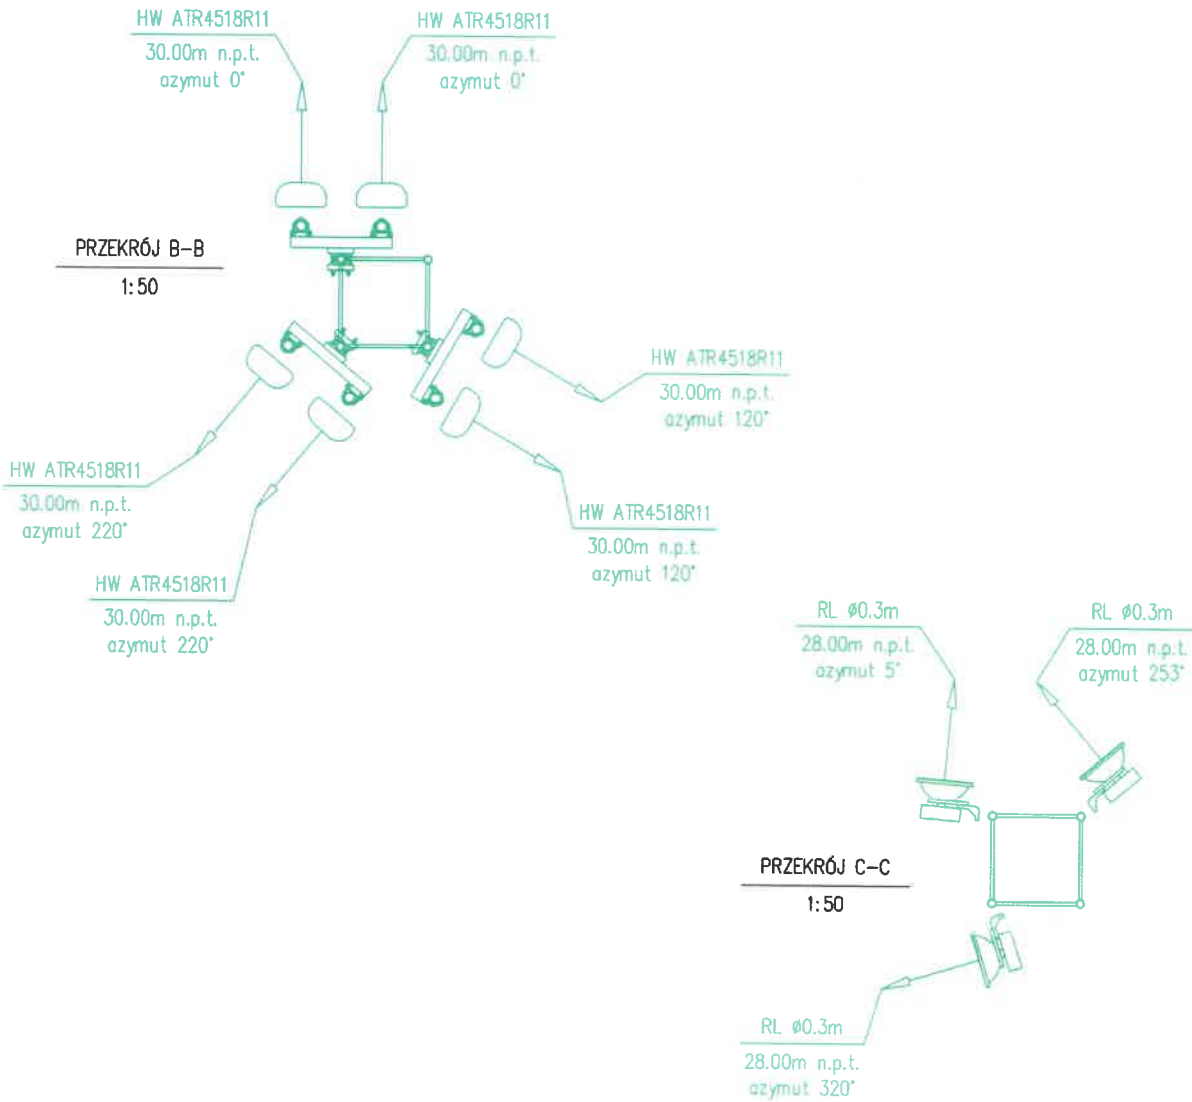 HW ATR4518R11
30.00m n.p.t.
azymut 0°
HW ATR4518R11
30.00m n.p.t.
azymut 0°
PRZEKRÓJ B-B
1:50
HW ATR4518R11
30.00m n.p.t.
azymut 120°
HW ATR4518R11
30.00m n.p.t.
azymut 220°
HW ATR4518R11
30.00m n.p.t.
azymut 120°
HW ATR4518R11
30.00m n.p.t.
azymut 220°
RL ø0.3m
28.00m n.p.t.
azymut 5°
RL ø0.3m
28.00m n.p.t.
azymut 253°
PRZEKRÓJ C-C
1:50
RL ø0.3m
28.00m n.p.t.
azymut 320°